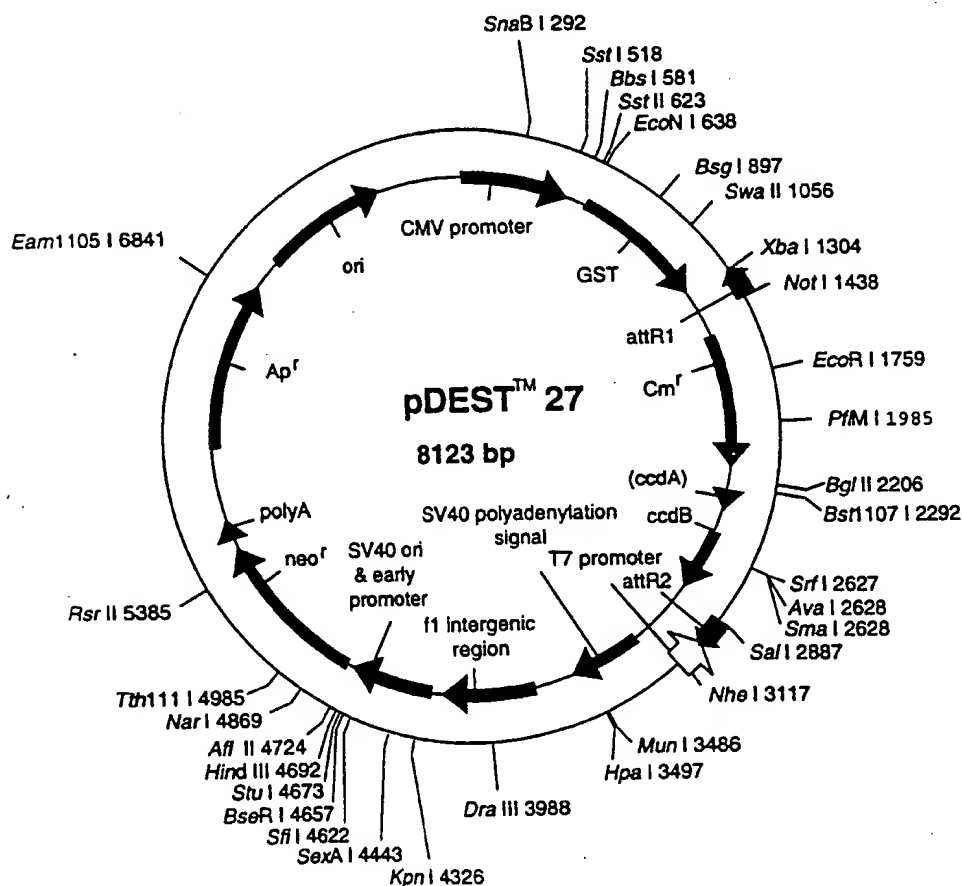 SnaB I 292
Sst I 518
Bbs I 581
Sst II 623
EcoN I 638
Bsg I 897
Swa II 1056
Xba I 1304
Not I 1438
EcoR I 1759
PflM I 1985
Bgl II 2206
Bst1107 I 2292
Srf I 2627
Ava I 2628
Sma I 2628
Sal I 2887
Nhe I 3117
Mun I 3486
Hpa I 3497
Dra III 3988
Kpn I 4326
SexA I 4443
Sfi I 4622
BseR I 4657
Stu I 4673
Hind III 4692
Afl II 4724
Nar I 4869
Tth111 I 4985
Rsr II 5385
Eam1105 I 6841
CMV promoter
GST
attR1
Cmr
(ccdA)
ccdB
attR2
T7 promoter
SV40 polyadenylation
signal
f1 intergenic
region
SV40 ori
& early
promoter
neor
polyA
Apr
ori
pDEST™ 27
8123 bp